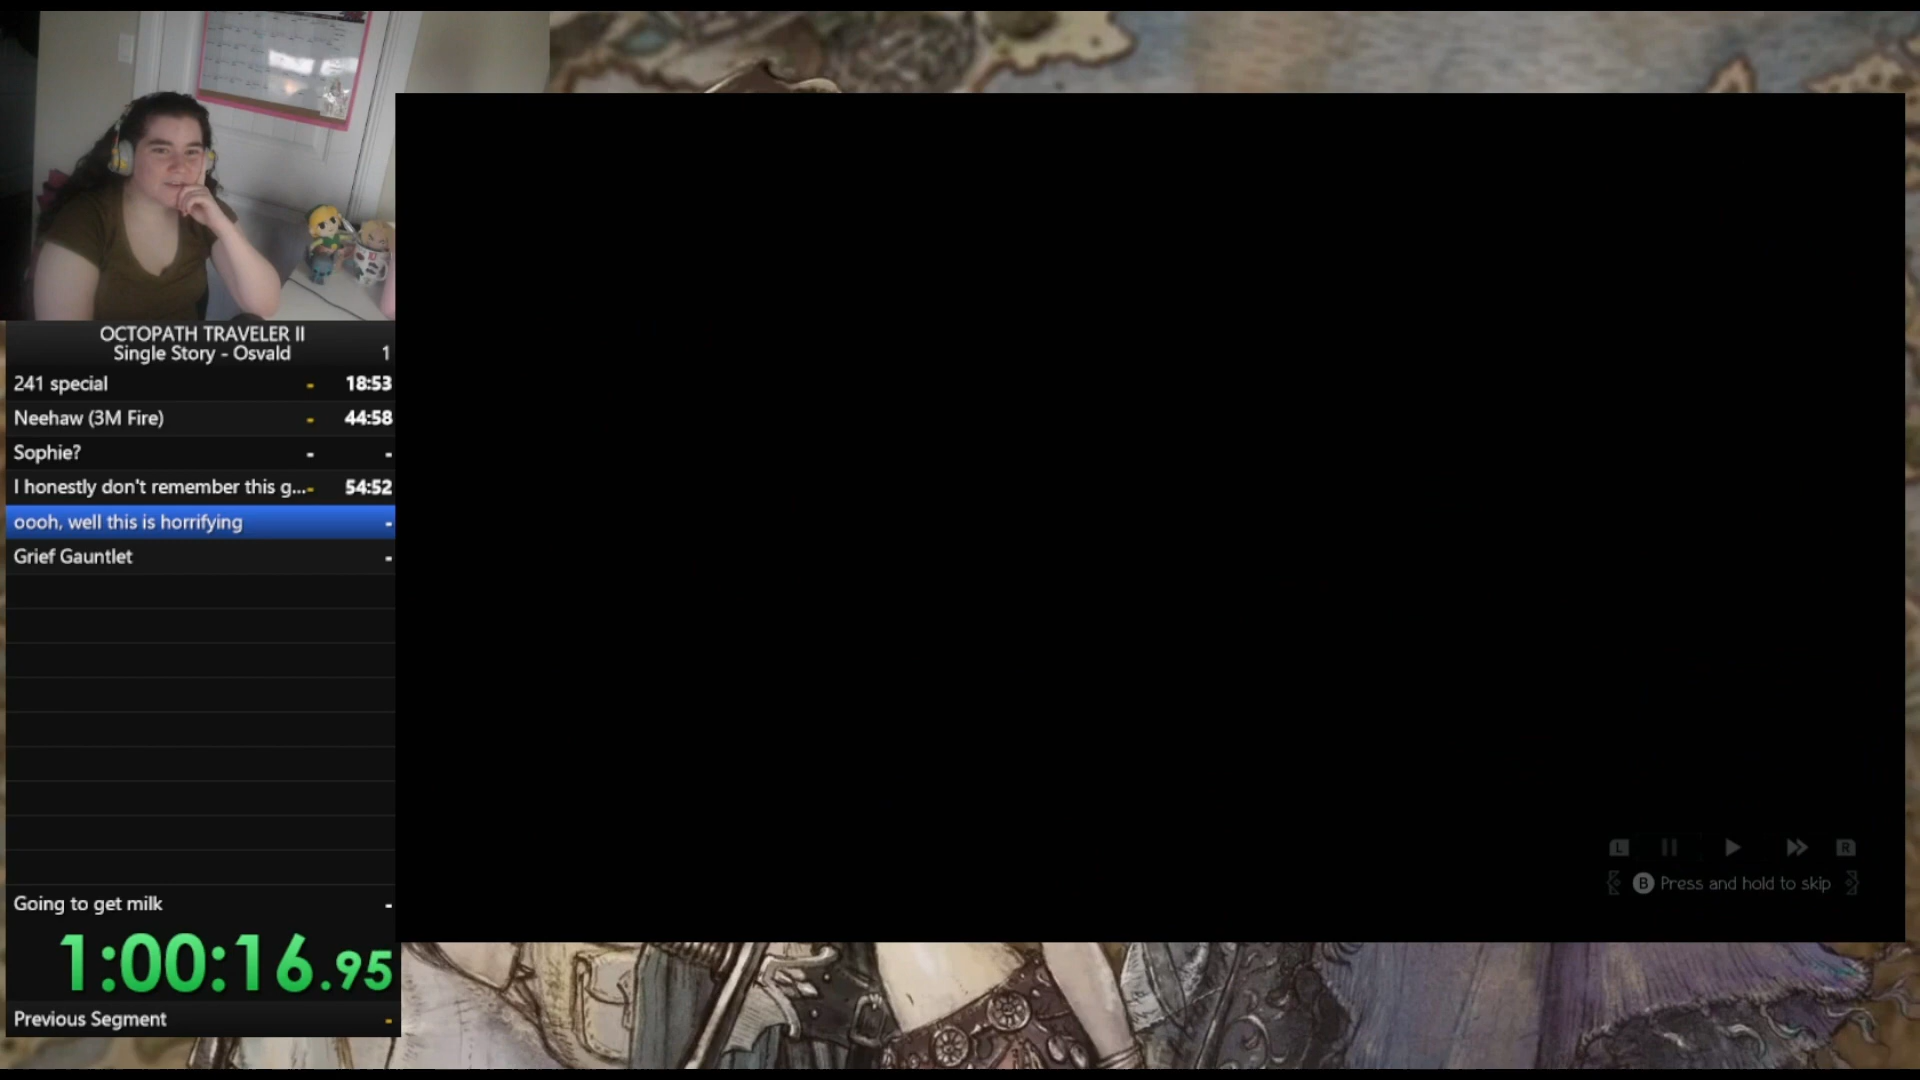 OCTOPATH TRAVELER II
Single Story - Osvald 1
241 special - 18:53
Neehaw (3M Fire) - 44:58
Sophie? - -
I honestly don't remember this g...- 54:52
oooh, well this is horrifying -
Grief Gauntlet -
L R
B Press and hold to skip
Going to get milk -
1:00:16.95
Previous Segment -